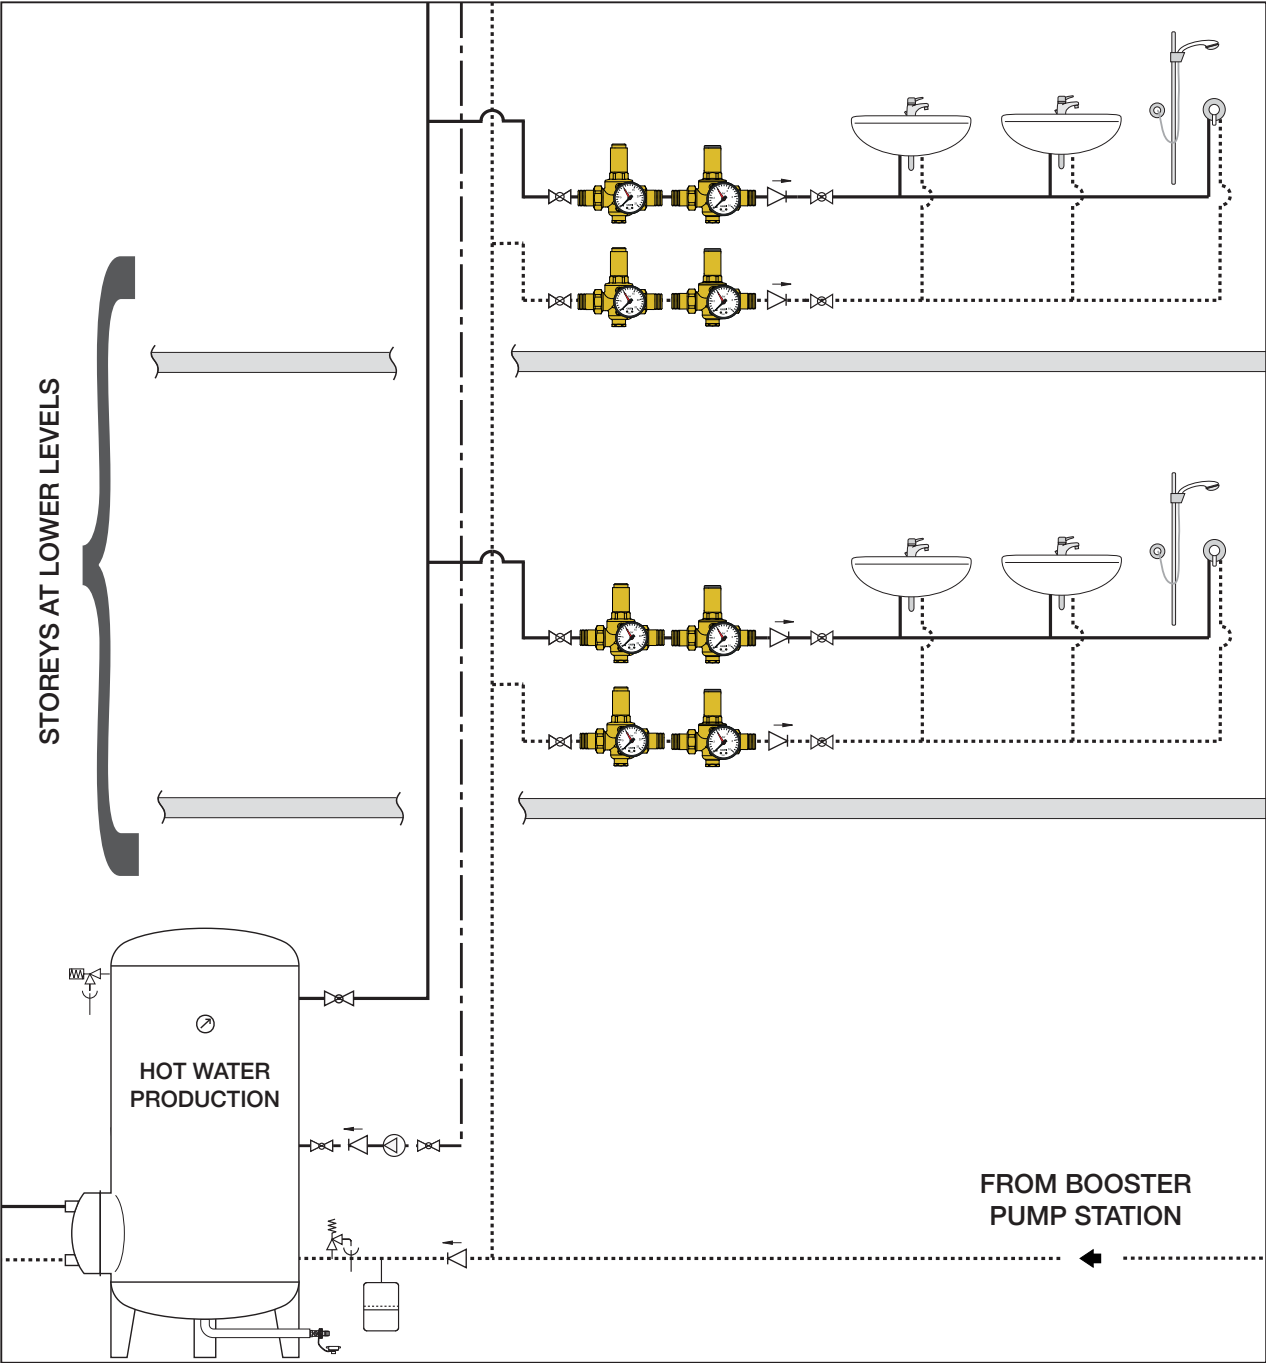 STOREYS AT LOWER LEVELS
HOT WATER
PRODUCTION
FROM BOOSTER
PUMP STATION